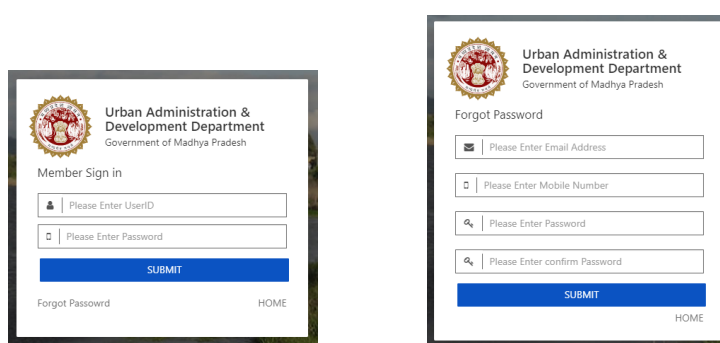 Urban Administration &
Development Department
Government of Madhya Pradesh
Member Sign in
Please Enter UserID
Please Enter Password
SUBMIT
Forgot Passowrd
HOME
Urban Administration &
Development Department
Government of Madhya Pradesh
Forgot Password
Please Enter Email Address
Please Enter Mobile Number
Please Enter Password
Please Enter confirm Password
SUBMIT
HOME